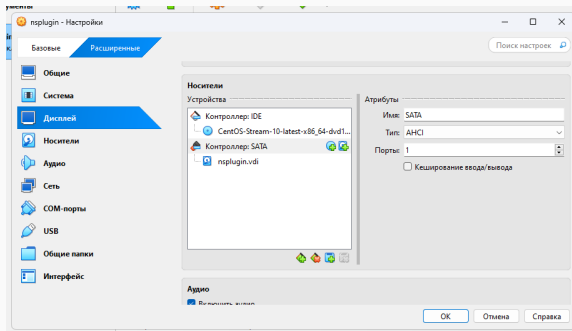 ументы
nsplugin - Настройки
Базовые
Расширенные
Поиск настроек
Общие
Система
Дисплей
Носители
Аудио
Сеть
COM-порты
USB
Общие папки
Интерфейс
Носители
Устройства
Контроллер: IDE
CentOS-Stream-10-latest-x86_64-dvd1...
Контроллер: SATA
nsplugin.vdi
Атрибуты
Имя: SATA
Тип: AHCI
Порты: 1
Кеширование ввода/вывода
Аудио
Включить аудио
OK
Отмена
Справка